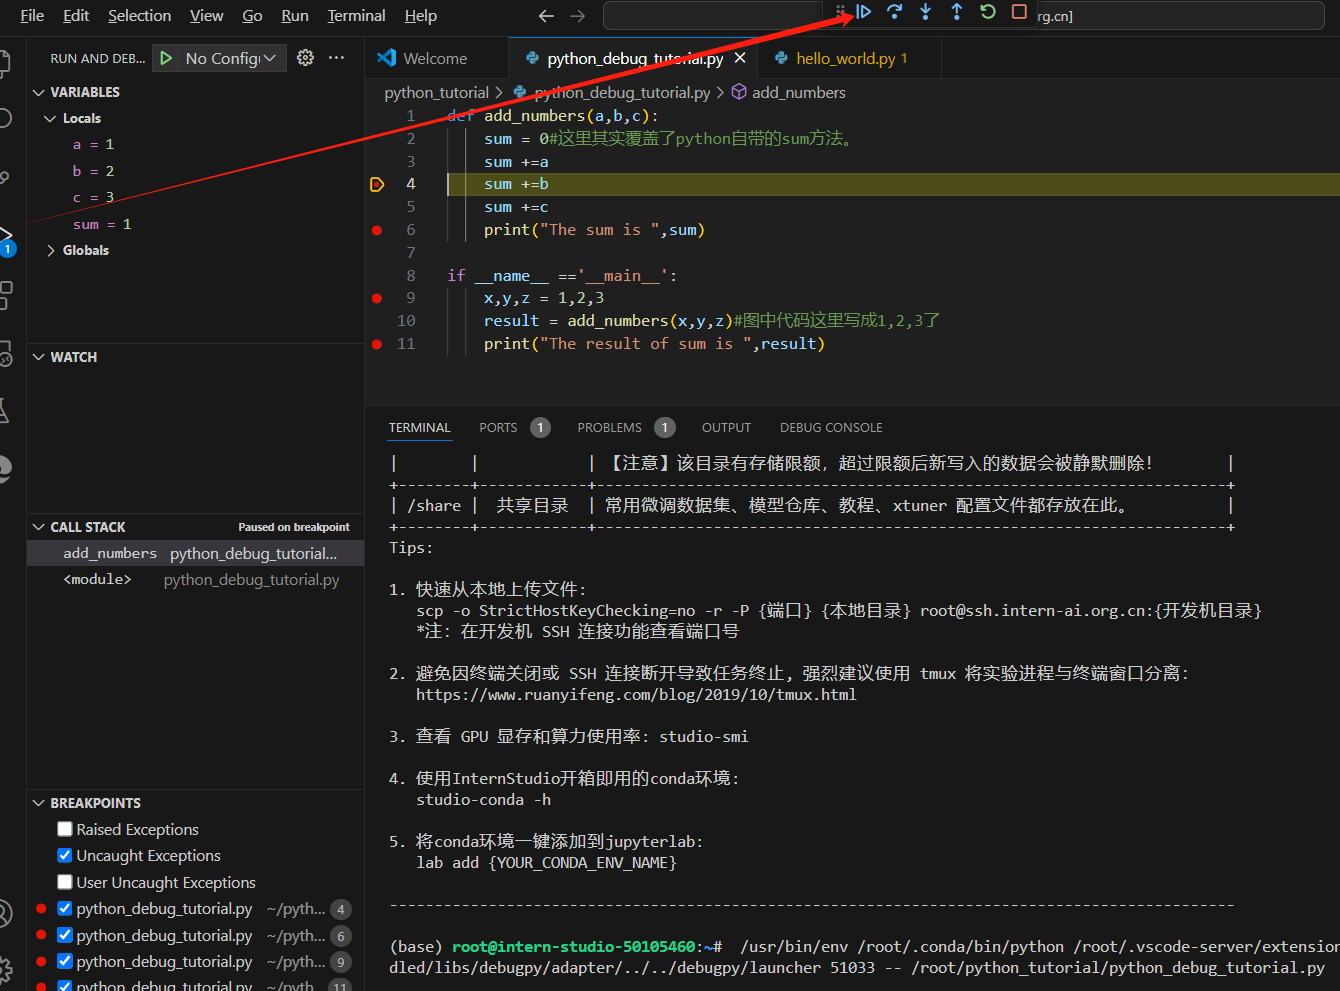 File Edit Selection View Go Run Terminal Help
rg.cn]
RUN AND DEB... No Config
Welcome python_debug_tutorial.py hello_world.py 1
python_tutorial > python_debug_tutorial.py > add_numbers
VARIABLES
Locals
a = 1
b = 2
c = 3
sum = 1
Globals
1 def add_numbers(a,b,c):
2 sum = 0#这里其实覆盖了python自带的sum方法。
3 sum +=a
4 sum +=b
5 sum +=c
6 print("The sum is ",sum)
7
8 if __name__ =='__main__':
9 x,y,z = 1,2,3
10 result = add_numbers(x,y,z)#图中代码这里写成1,2,3了
11 print("The result of sum is ",result)
1
WATCH
CALL STACK Paused on breakpoint
add_numbers python_debug_tutorial...
<module> python_debug_tutorial.py
BREAKPOINTS
Raised Exceptions
Uncaught Exceptions
User Uncaught Exceptions
python_debug_tutorial.py ~/pyth... 4
python_debug_tutorial.py ~/pyth... 6
python_debug_tutorial.py ~/pyth... 9
python_debug_tutorial.py ~/pyth... 11
TERMINAL PORTS 1 PROBLEMS 1 OUTPUT DEBUG CONSOLE
| | | 【注意】该目录有存储限额，超过限额后新写入的数据会被静默删除！ |
+--------+------------+----------------------------------------------------------------------+
| /share | 共享目录 | 常用微调数据集、模型仓库、教程、xtuner 配置文件都存放在此。 |
+--------+------------+----------------------------------------------------------------------+
Tips:
1. 快速从本地上传文件：
scp -o StrictHostKeyChecking=no -r -P {端口} {本地目录} root@ssh.intern-ai.org.cn:{开发机目录}
*注：在开发机 SSH 连接功能查看端口号
2. 避免因终端关闭或 SSH 连接断开导致任务终止，强烈建议使用 tmux 将实验进程与终端窗口分离：
https://www.ruanyifeng.com/blog/2019/10/tmux.html
3. 查看 GPU 显存和算力使用率：studio-smi
4. 使用InternStudio开箱即用的conda环境：
studio-conda -h
5. 将conda环境一键添加到jupyterlab：
lab add {YOUR_CONDA_ENV_NAME}
----------------------------------------------------------------------------------------------
(base) root@intern-studio-50105460:~# /usr/bin/env /root/.conda/bin/python /root/.vscode-server/extension
dled/libs/debugpy/adapter/../../debugpy/launcher 51033 -- /root/python_tutorial/python_debug_tutorial.py